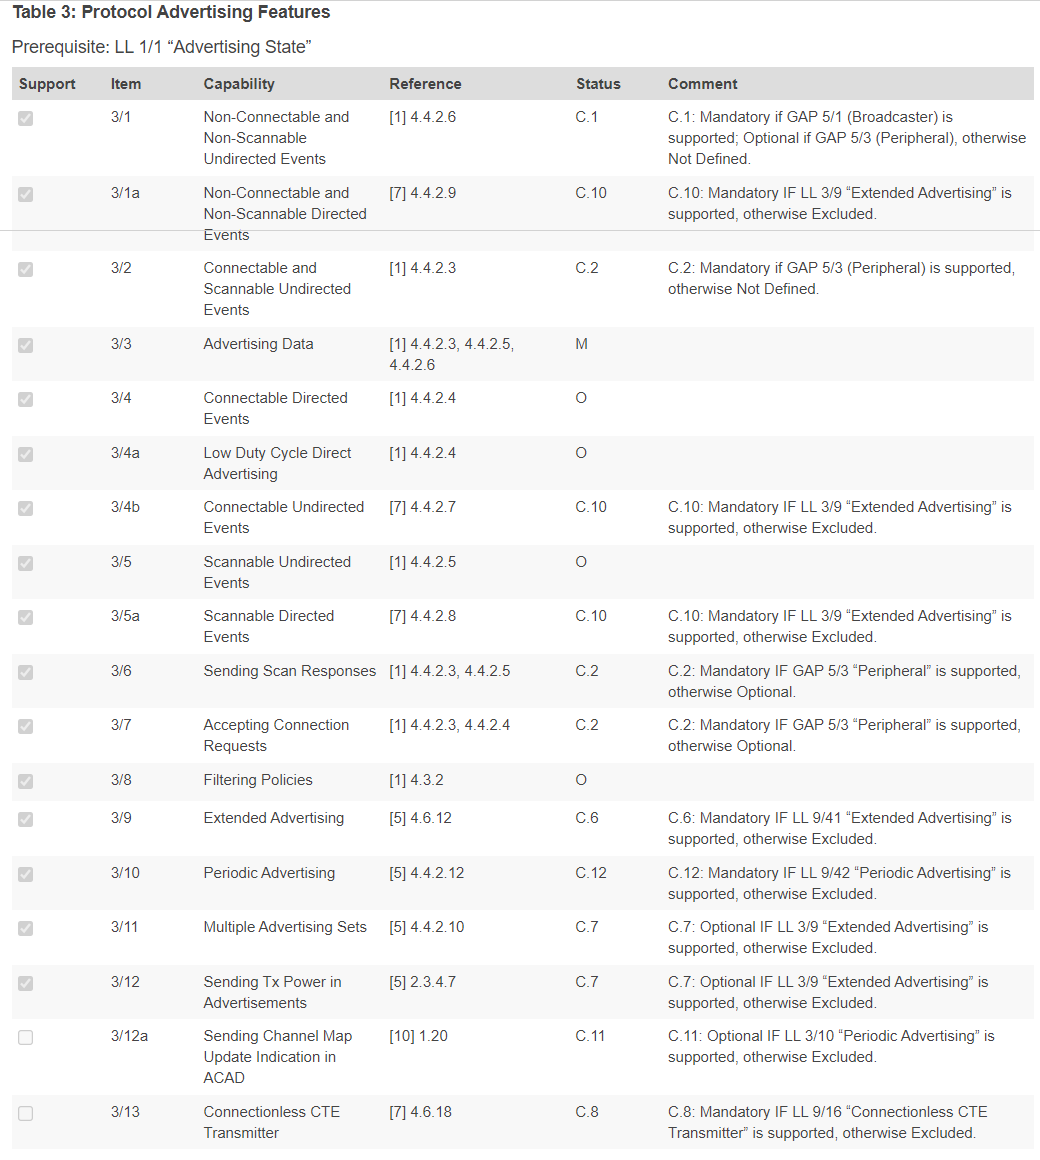 Table 3: Protocol Advertising Features
Prerequisite: LL 1/1 “Advertising State”
Support Item Capability Reference Status Comment
3/1 Non-Connectable and [1] 4.4.2.6 C.1 C.1: Mandatory if GAP 5/1 (Broadcaster) is
Non-Scannable supported; Optional if GAP 5/3 (Peripheral), otherwise
Undirected Events Not Defined.
3/1a Non-Connectable and [7] 4.4.2.9 C.10 C.10: Mandatory IF LL 3/9 “Extended Advertising” is
Non-Scannable Directed supported, otherwise Excluded.
Events
3/2 Connectable and [1] 4.4.2.3 C.2 C.2: Mandatory if GAP 5/3 (Peripheral) is supported,
Scannable Undirected otherwise Not Defined.
Events
3/3 Advertising Data [1] 4.4.2.3, 4.4.2.5, M
4.4.2.6
3/4 Connectable Directed [1] 4.4.2.4 O
Events
3/4a Low Duty Cycle Direct [1] 4.4.2.4 O
Advertising
3/4b Connectable Undirected [7] 4.4.2.7 C.10 C.10: Mandatory IF LL 3/9 “Extended Advertising” is
Events supported, otherwise Excluded.
3/5 Scannable Undirected [1] 4.4.2.5 O
Events
3/5a Scannable Directed [7] 4.4.2.8 C.10 C.10: Mandatory IF LL 3/9 “Extended Advertising” is
Events supported, otherwise Excluded.
3/6 Sending Scan Responses [1] 4.4.2.3, 4.4.2.5 C.2 C.2: Mandatory IF GAP 5/3 “Peripheral” is supported,
otherwise Optional.
3/7 Accepting Connection [1] 4.4.2.3, 4.4.2.4 C.2 C.2: Mandatory IF GAP 5/3 “Peripheral” is supported,
Requests otherwise Optional.
3/8 Filtering Policies [1] 4.3.2 O
3/9 Extended Advertising [5] 4.6.12 C.6 C.6: Mandatory IF LL 9/41 “Extended Advertising” is
supported, otherwise Excluded.
3/10 Periodic Advertising [5] 4.4.2.12 C.12 C.12: Mandatory IF LL 9/42 “Periodic Advertising” is
supported, otherwise Excluded.
3/11 Multiple Advertising Sets [5] 4.4.2.10 C.7 C.7: Optional IF LL 3/9 “Extended Advertising” is
supported, otherwise Excluded.
3/12 Sending Tx Power in [5] 2.3.4.7 C.7 C.7: Optional IF LL 3/9 “Extended Advertising” is
Advertisements supported, otherwise Excluded.
3/12a Sending Channel Map [10] 1.20 C.11 C.11: Optional IF LL 3/10 “Periodic Advertising” is
Update Indication in supported, otherwise Excluded.
ACAD
3/13 Connectionless CTE [7] 4.6.18 C.8 C.8: Mandatory IF LL 9/16 “Connectionless CTE
Transmitter Transmitter” is supported, otherwise Excluded.